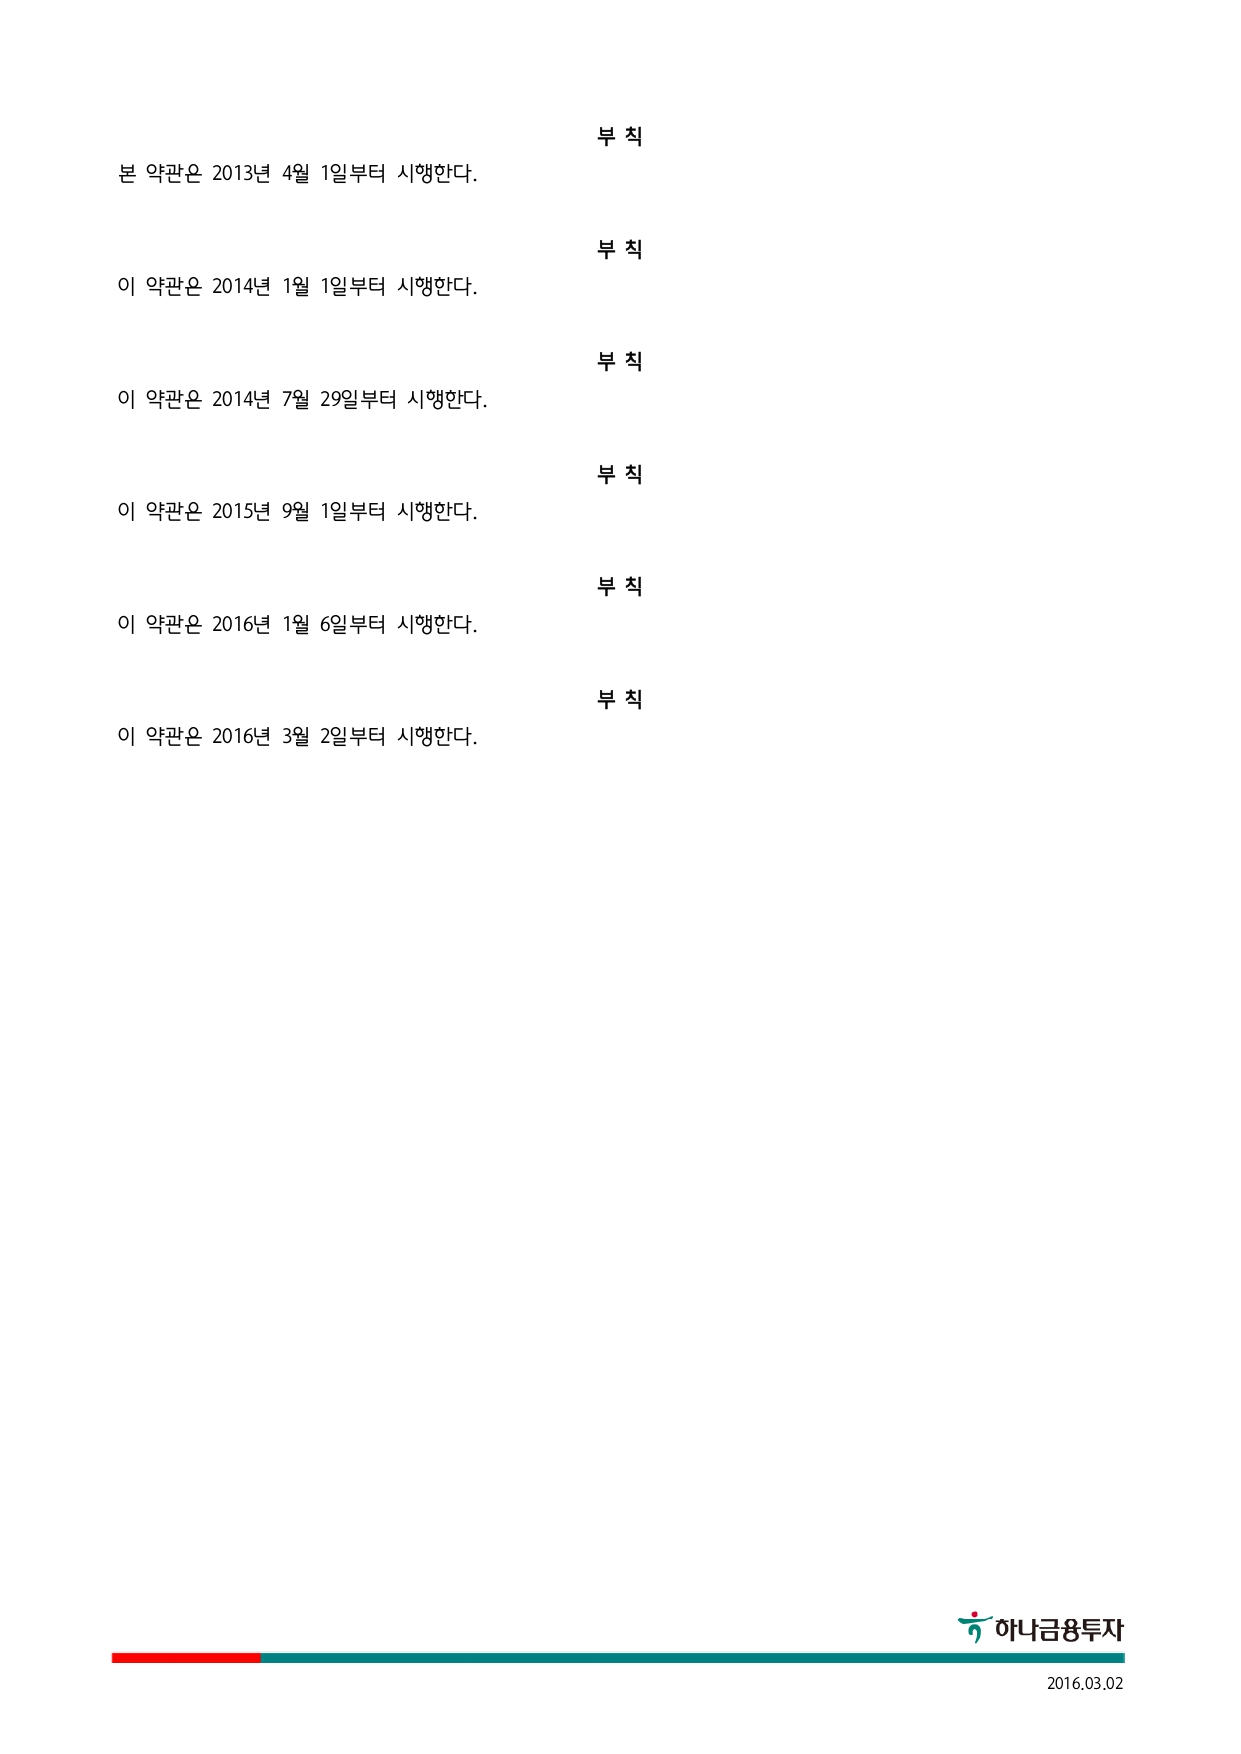 부 칙
본 약관은 2013년 4월 1일부터 시행한다.
부 칙
이 약관은 2014년 1월 1일부터 시행한다.
부 칙
이 약관은 2014년 7월 29일부터 시행한다.
부 칙
이 약관은 2015년 9월 1일부터 시행한다.
부 칙
이 약관은 2016년 1월 6일부터 시행한다.
부 칙
이 약관은 2016년 3월 2일부터 시행한다.
하나금융투자
2016.03.02